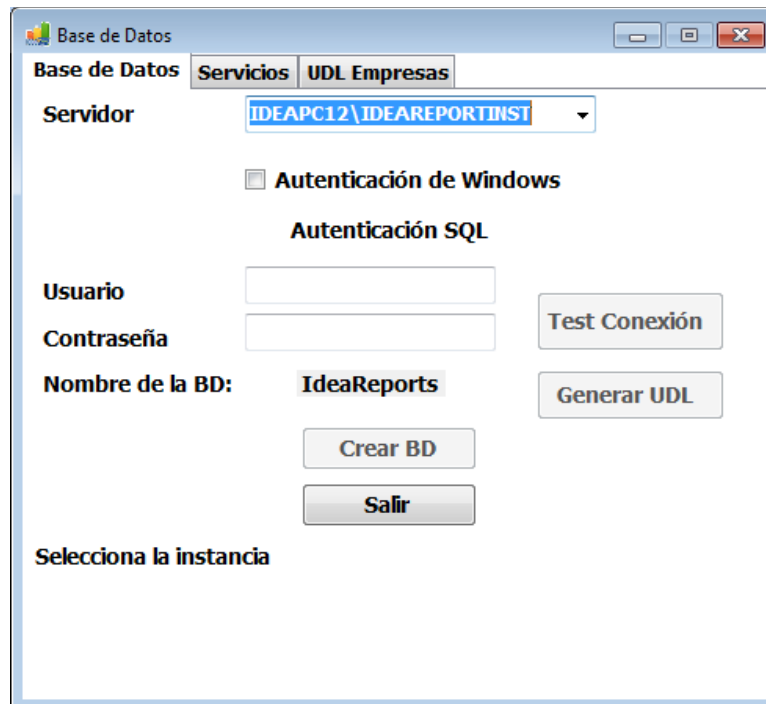 Base de Datos
Base de Datos Servicios UDL Empresas
Servidor IDEAPC12\IDEAREPORTINST
Autenticación de Windows
Autenticación SQL
Usuario
Contraseña
Test Conexión
Nombre de la BD: IdeaReports
Generar UDL
Crear BD
Salir
Selecciona la instancia